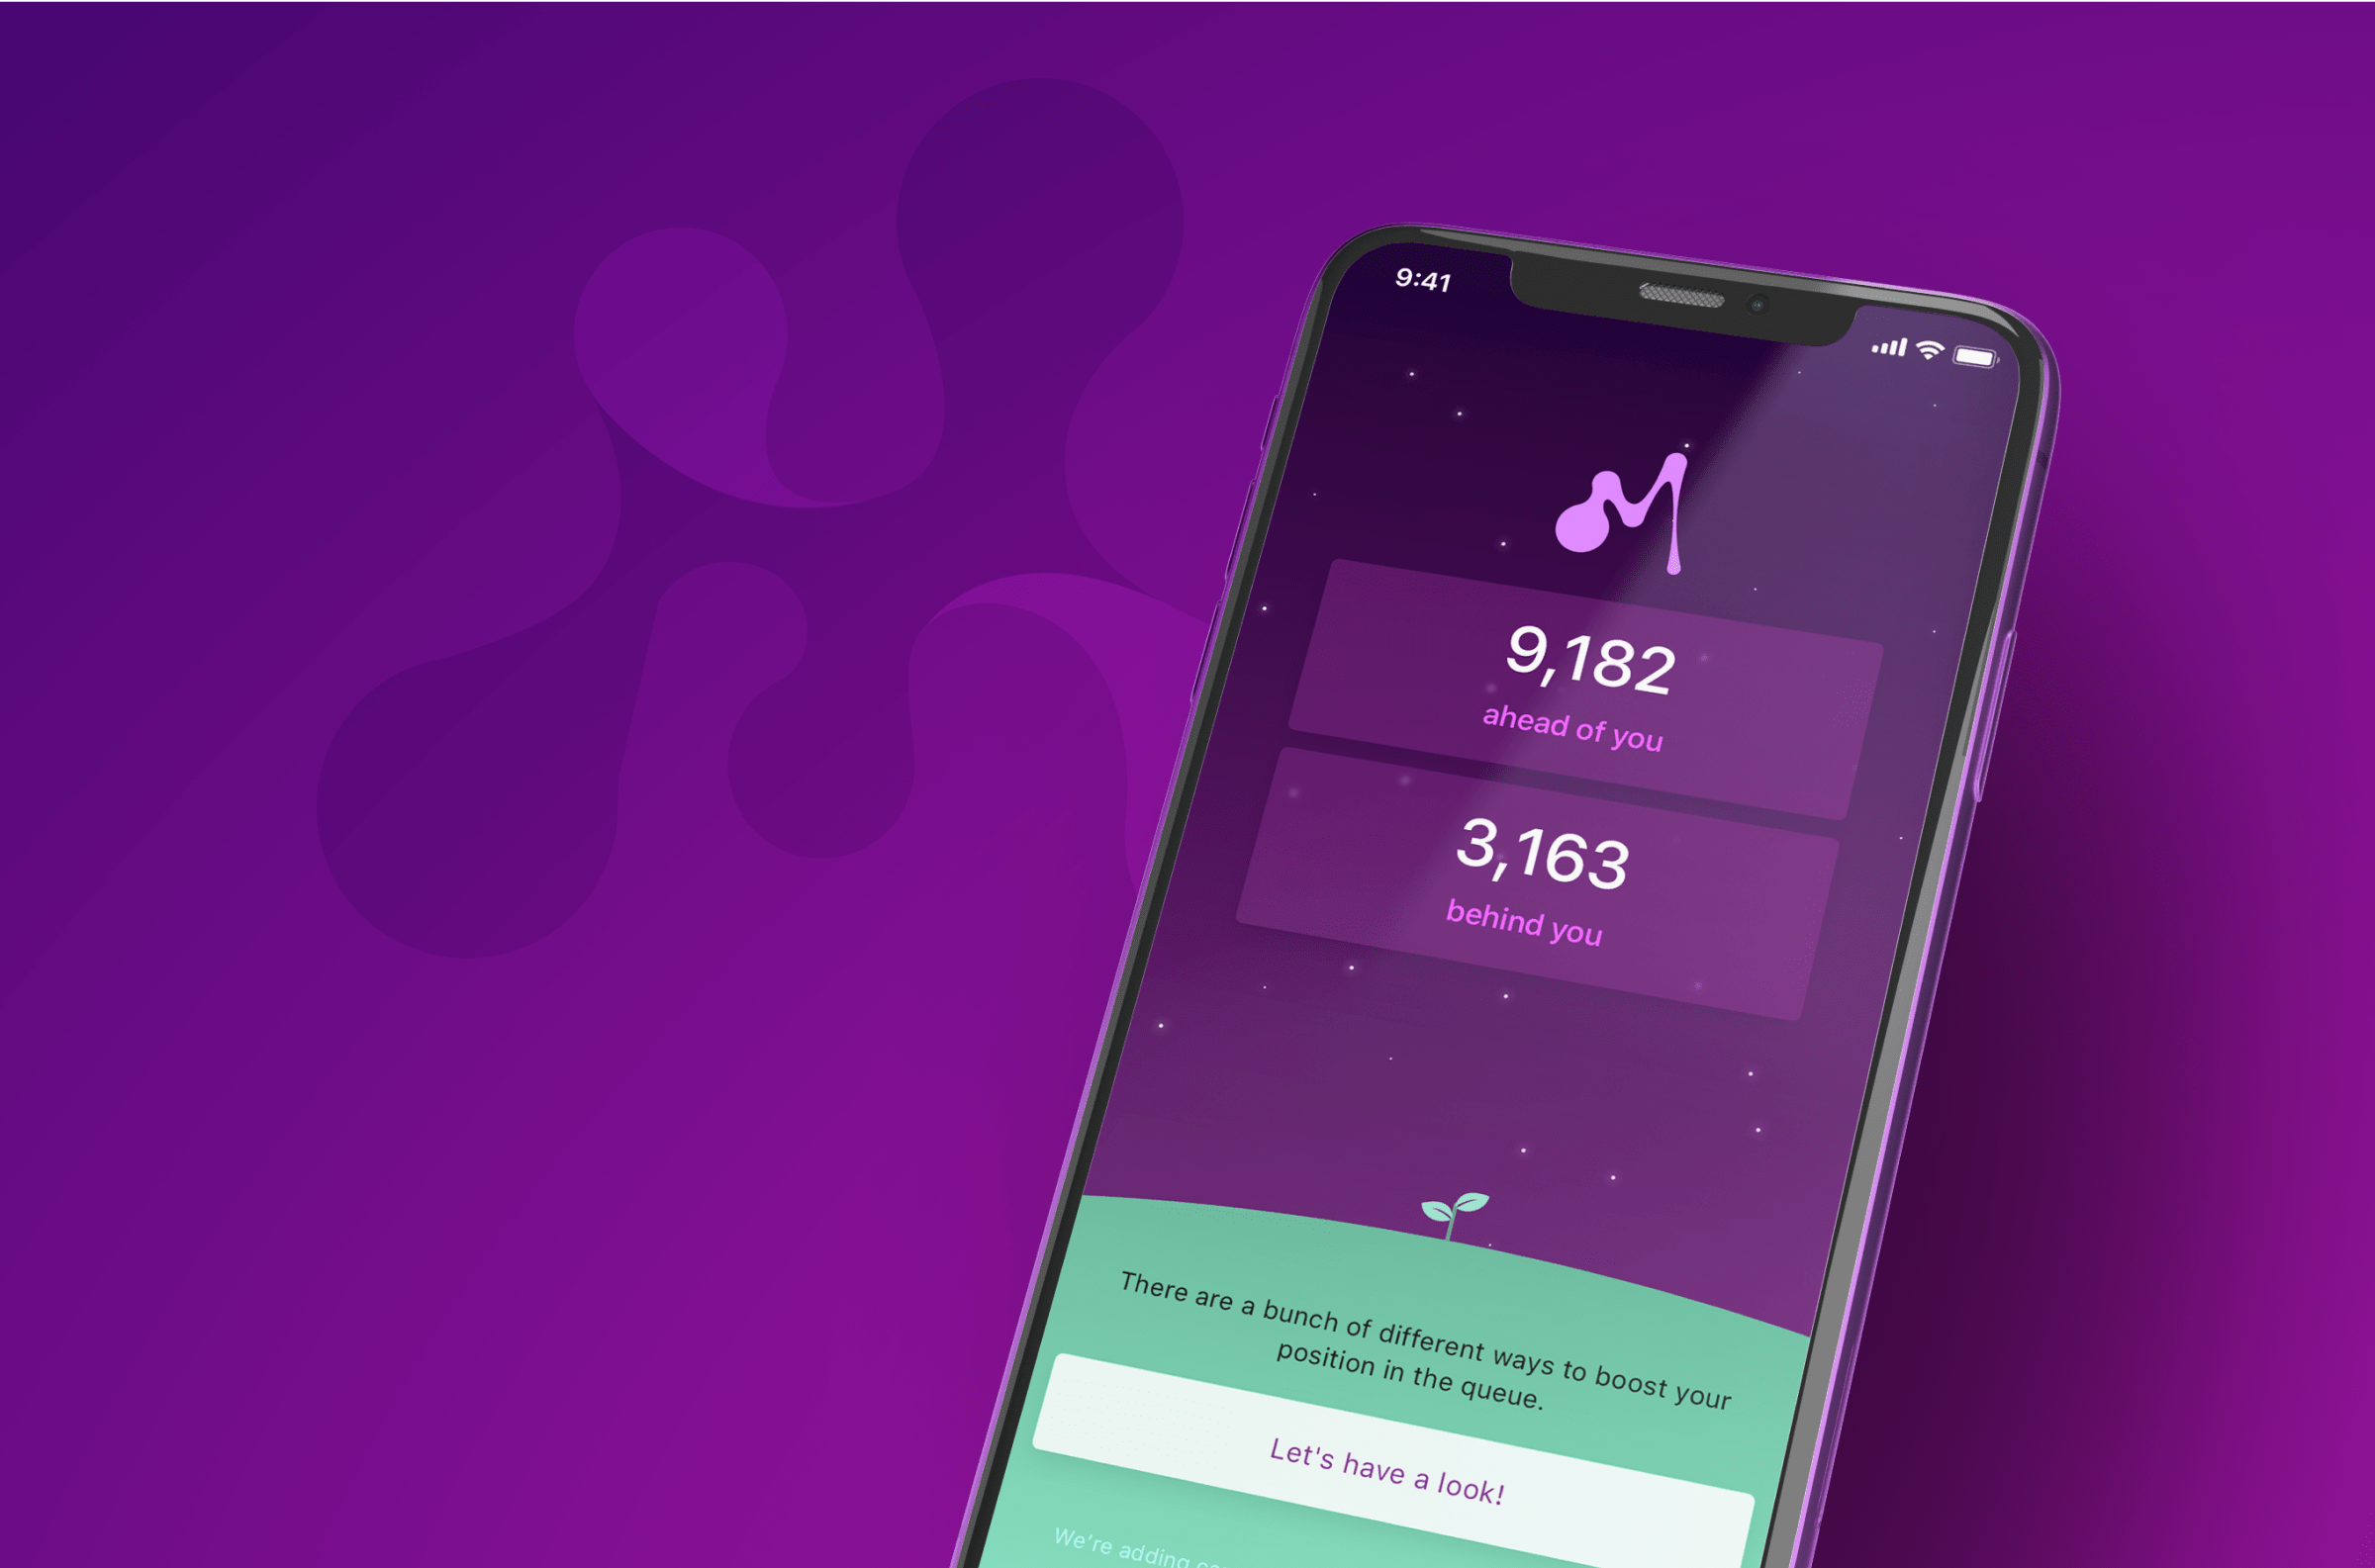 9:41
9,182
ahead of you
3,163
behind you
There are a bunch of different ways to boost your
position in the queue.
Let's have a look!
We're adding